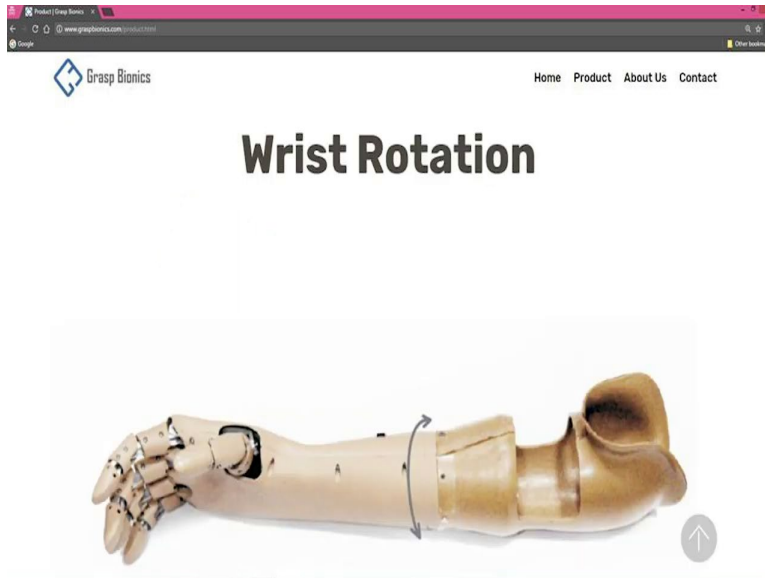 Product | Grasp Bionics
www.graspbionics.com/product.html
Google
Other bookmo
Grasp Bionics
Home Product About Us Contact
Wrist Rotation